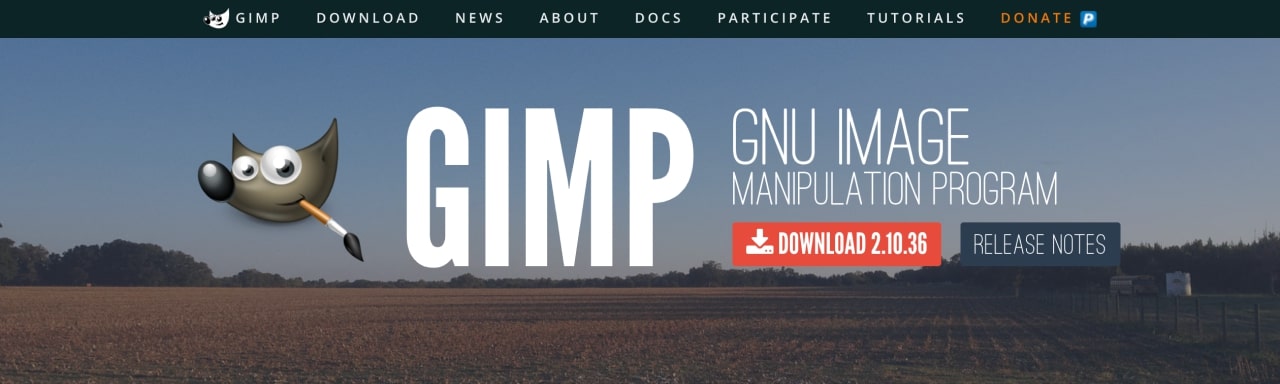 GIMP DOWNLOAD NEWS ABOUT DOCS PARTICIPATE TUTORIALS DONATE
GIMP
GNU IMAGE
MANIPULATION PROGRAM
DOWNLOAD 2.10.36 RELEASE NOTES